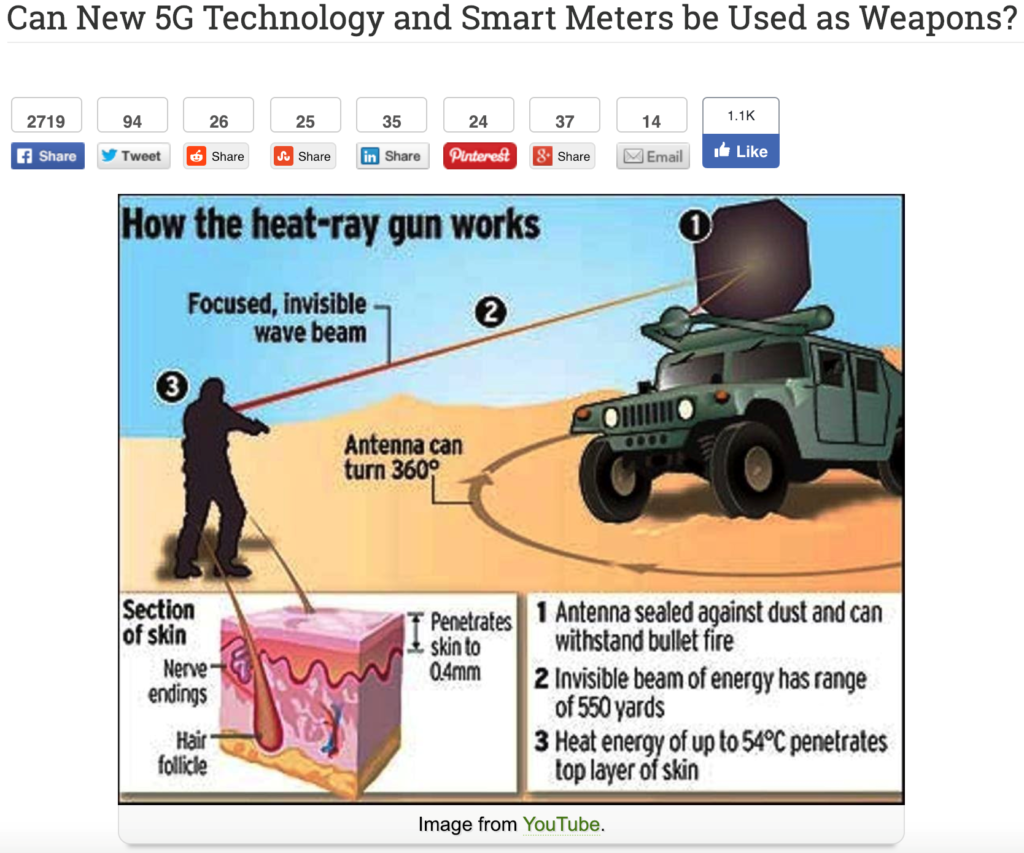 Can New 5G Technology and Smart Meters be Used as Weapons?
2719 94 26 25 35 24 37 14 1.1K
Share Tweet Share Share Share Pinterest Share Email Like
How the heat-ray gun works
1
Focused, invisible
wave beam
2
3
Antenna can
turn 360°
Section
of skin
Nerve
endings
Hair
follicle
Penetrates
skin to
0.4mm
1 Antenna sealed against dust and can
withstand bullet fire
2 Invisible beam of energy has range
of 550 yards
3 Heat energy of up to 54°C penetrates
top layer of skin
Image from YouTube.